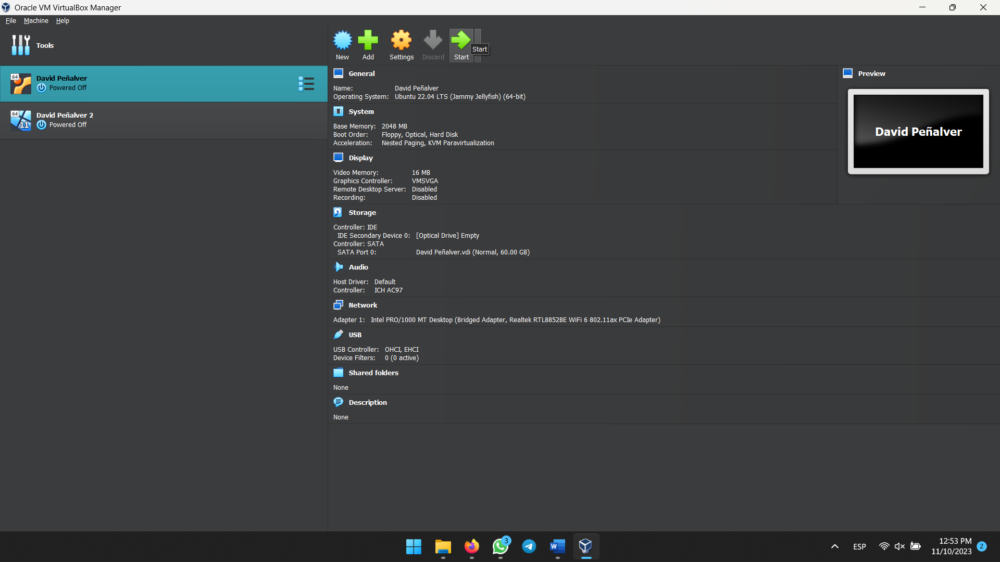 Oracle VM VirtualBox Manager
File Machine Help
Tools
New
Add
Settings
Discard
Start
Start
64
David Peñalver
Powered Off
64
11
David Peñalver 2
Powered Off
General
Name: David Peñalver
Operating System: Ubuntu 22.04 LTS (Jammy Jellyfish) (64-bit)
System
Base Memory: 2048 MB
Boot Order: Floppy, Optical, Hard Disk
Acceleration: Nested Paging, KVM Paravirtualization
Display
Video Memory: 16 MB
Graphics Controller: VMSVGA
Remote Desktop Server: Disabled
Recording: Disabled
Storage
Controller: IDE
IDE Secondary Device 0: [Optical Drive] Empty
Controller: SATA
SATA Port 0: David Peñalver.vdi (Normal, 60.00 GB)
Audio
Host Driver: Default
Controller: ICH AC97
Network
Adapter 1: Intel PRO/1000 MT Desktop (Bridged Adapter, Realtek RTL8852BE WiFi 6 802.11ax PCIe Adapter)
USB
USB Controller: OHCI, EHCI
Device Filters: 0 (0 active)
Shared folders
None
Description
None
Preview
David Peñalver
3
W
ESP
12:53 PM
11/10/2023
2